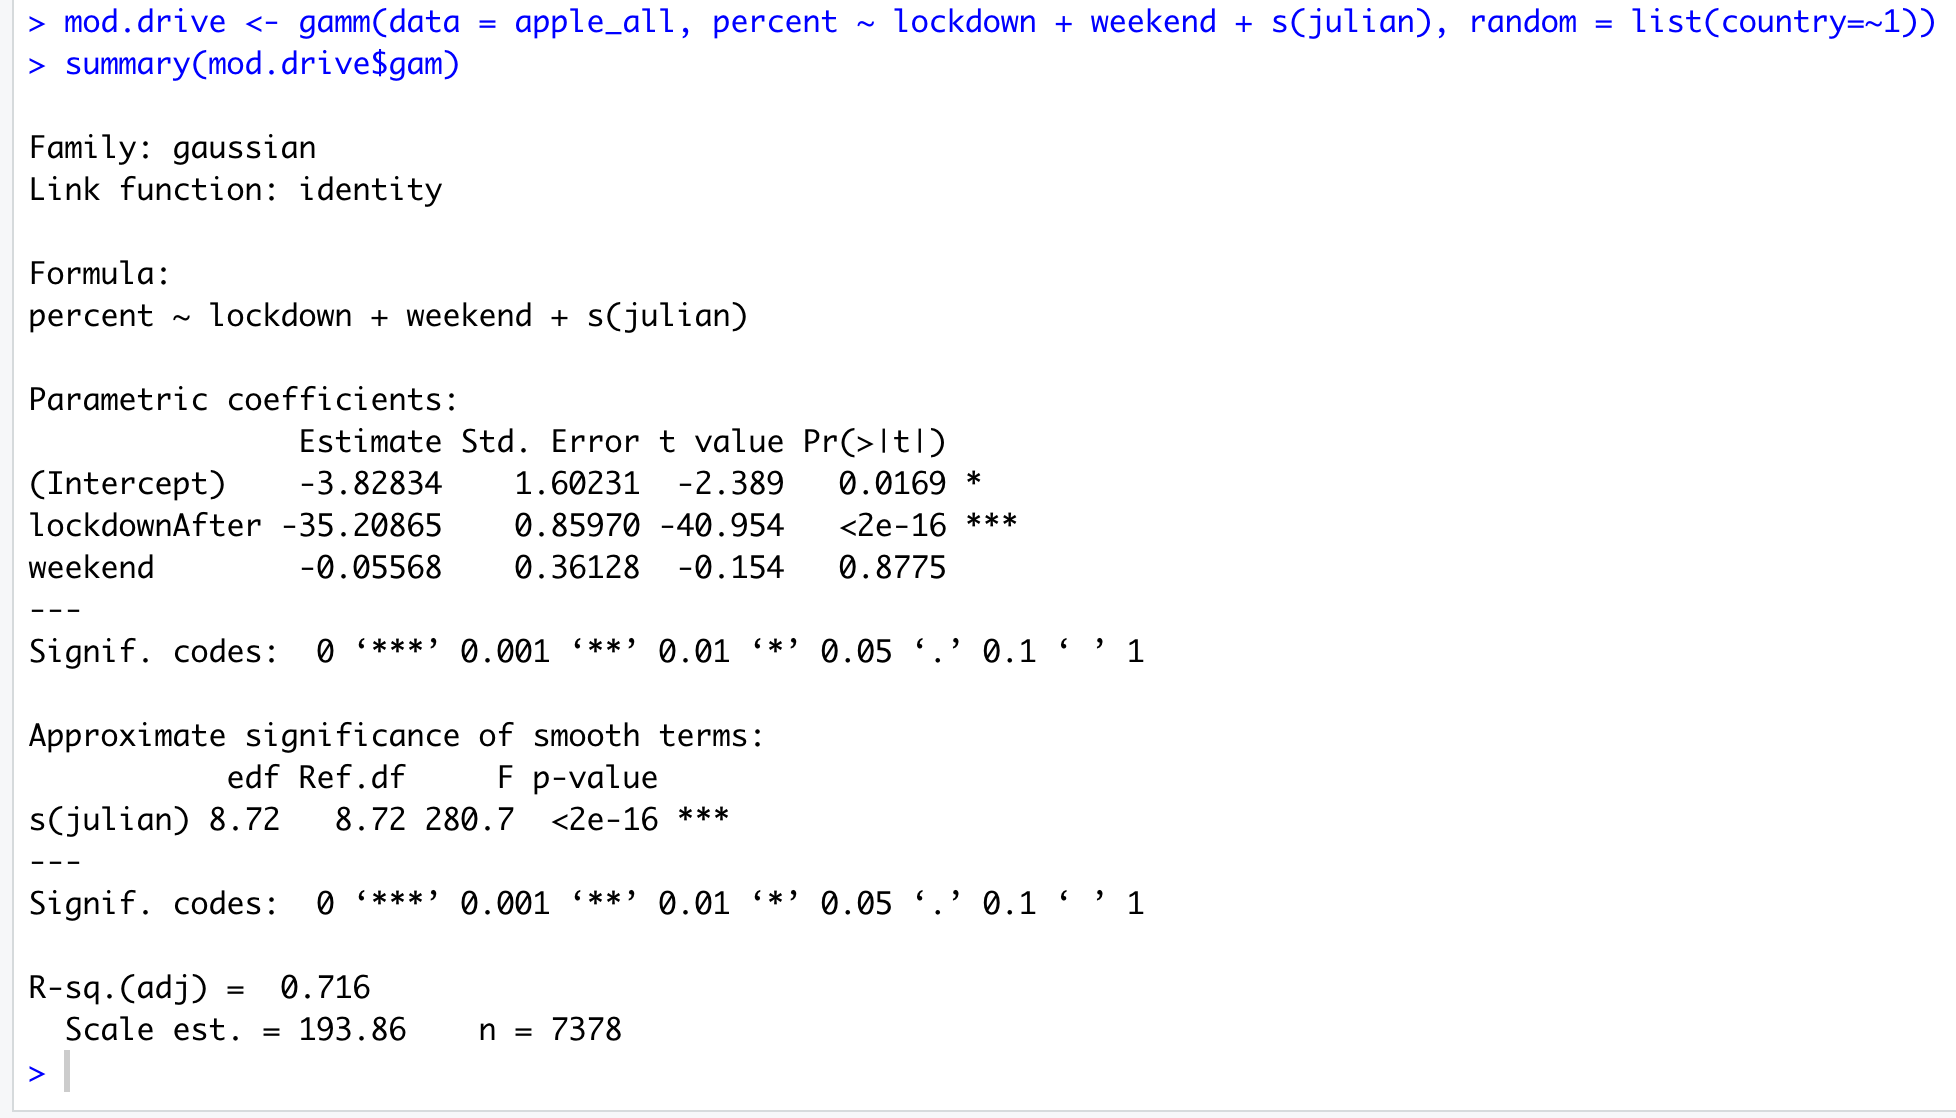 > mod.drive <- gamm(data = apple_all, percent ~ lockdown + weekend + s(julian), random = list(country=~1))
> summary(mod.drive$gam)

Family: gaussian
Link function: identity

Formula:
percent ~ lockdown + weekend + s(julian)

Parametric coefficients:
               Estimate Std. Error t value Pr(>|t|)
(Intercept)    -3.82834    1.60231  -2.389   0.0169 *
lockdownAfter -35.20865    0.85970 -40.954   <2e-16 ***
weekend        -0.05568    0.36128  -0.154   0.8775
---
Signif. codes:  0 ‘***’ 0.001 ‘**’ 0.01 ‘*’ 0.05 ‘.’ 0.1 ‘ ’ 1

Approximate significance of smooth terms:
           edf Ref.df     F p-value
s(julian) 8.72   8.72 280.7  <2e-16 ***
---
Signif. codes:  0 ‘***’ 0.001 ‘**’ 0.01 ‘*’ 0.05 ‘.’ 0.1 ‘ ’ 1

R-sq.(adj) =  0.716
  Scale est. = 193.86    n = 7378
>